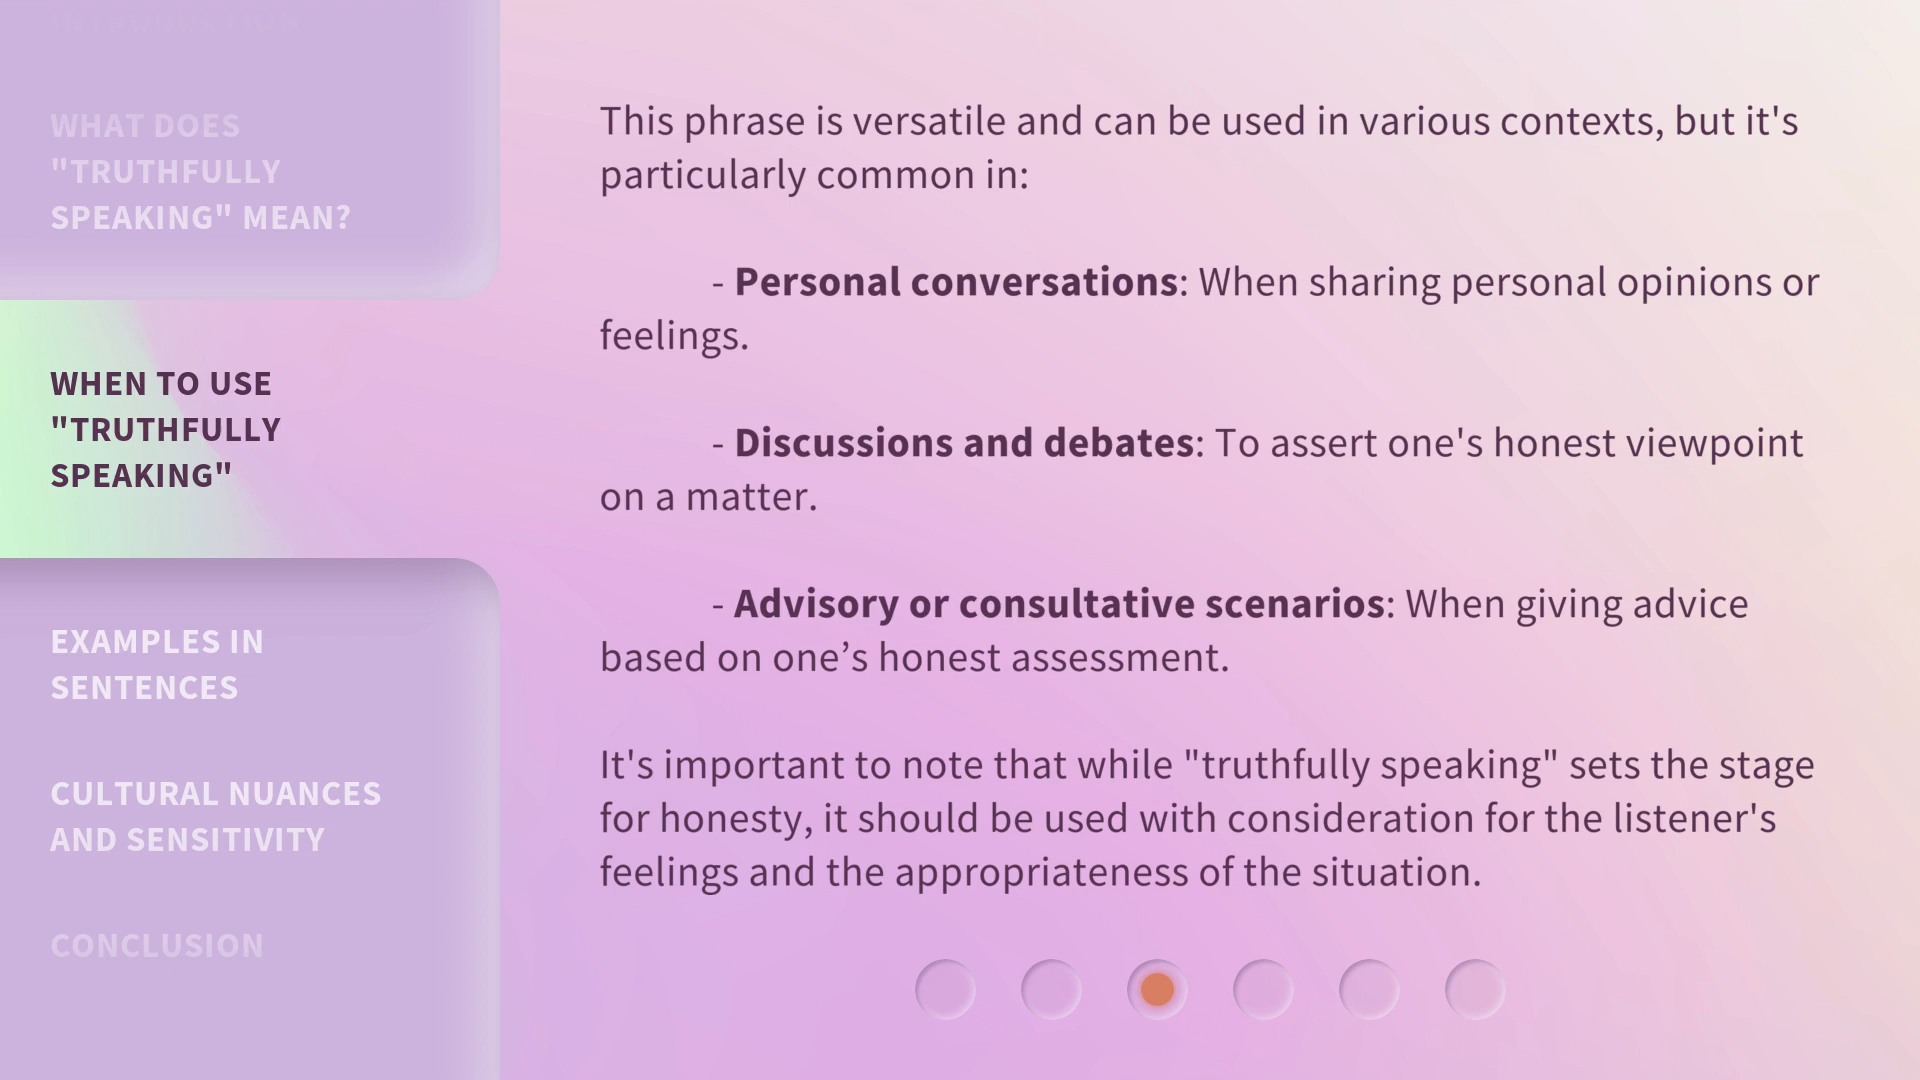 WHAT DOES
"TRUTHFULLY
SPEAKING" MEAN?
WHEN TO USE
"TRUTHFULLY
SPEAKING"
EXAMPLES IN
SENTENCES
CULTURAL NUANCES
AND SENSITIVITY
CONCLUSION
This phrase is versatile and can be used in various contexts, but it's
particularly common in:
- Personal conversations: When sharing personal opinions or
feelings.
- Discussions and debates: To assert one's honest viewpoint
on a matter.
- Advisory or consultative scenarios: When giving advice
based on one’s honest assessment.
It's important to note that while "truthfully speaking" sets the stage
for honesty, it should be used with consideration for the listener's
feelings and the appropriateness of the situation.